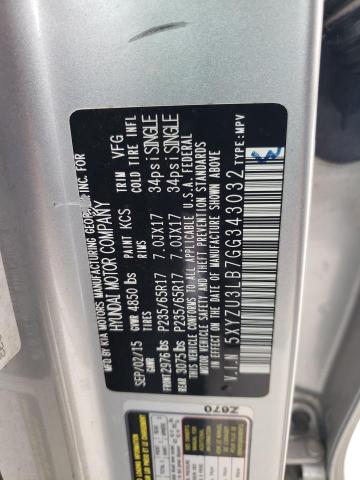 MFG. BY KIA MOTORS MANUFACTURING GEORGIA, INC. FOR
HYUNDAI MOTOR COMPANY
SEP/02/15 GVWR 4850 lbs PAINT KCS TRIM VFG
GAWR TIRES RIMS COLD TIRE INFL
FRONT 2976 lbs P235/65R17 7.0JX17 34psi SINGLE
REAR 3075 lbs P235/65R17 7.0JX17 34psi SINGLE
THIS VEHICLE CONFORMS TO ALL APPLICABLE U.S.A. FEDERAL
MOTOR VEHICLE SAFETY, BUMPER, AND THEFT PREVENTION STANDARDS
IN EFFECT ON THE DATE OF MANUFACTURE SHOWN ABOVE.
V.I.N 5XYZU3LB7GG343032 TYPE:MPV
Z670